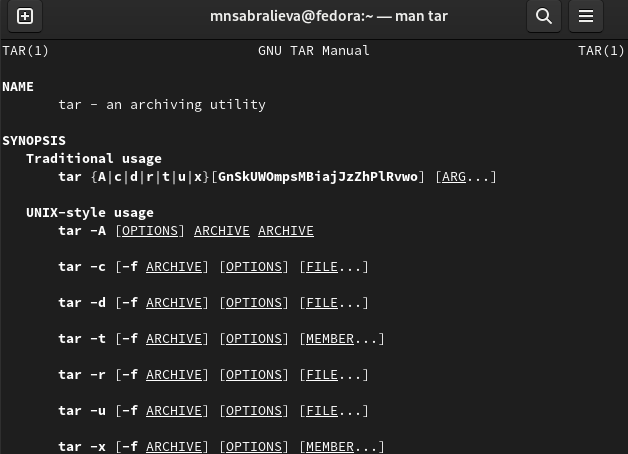 mnsabralieva@fedora:~ — man tar
TAR(1) GNU TAR Manual TAR(1)
NAME
tar - an archiving utility
SYNOPSIS
Traditional usage
tar {A|c|d|r|t|u|x}[GnSkUWOmpsMBiajJzZhPlRvwo] [ARG...]
UNIX-style usage
tar -A [OPTIONS] ARCHIVE ARCHIVE
tar -c [-f ARCHIVE] [OPTIONS] [FILE...]
tar -d [-f ARCHIVE] [OPTIONS] [FILE...]
tar -t [-f ARCHIVE] [OPTIONS] [MEMBER...]
tar -r [-f ARCHIVE] [OPTIONS] [FILE...]
tar -u [-f ARCHIVE] [OPTIONS] [FILE...]
tar -x [-f ARCHIVE] [OPTIONS] [MEMBER...]